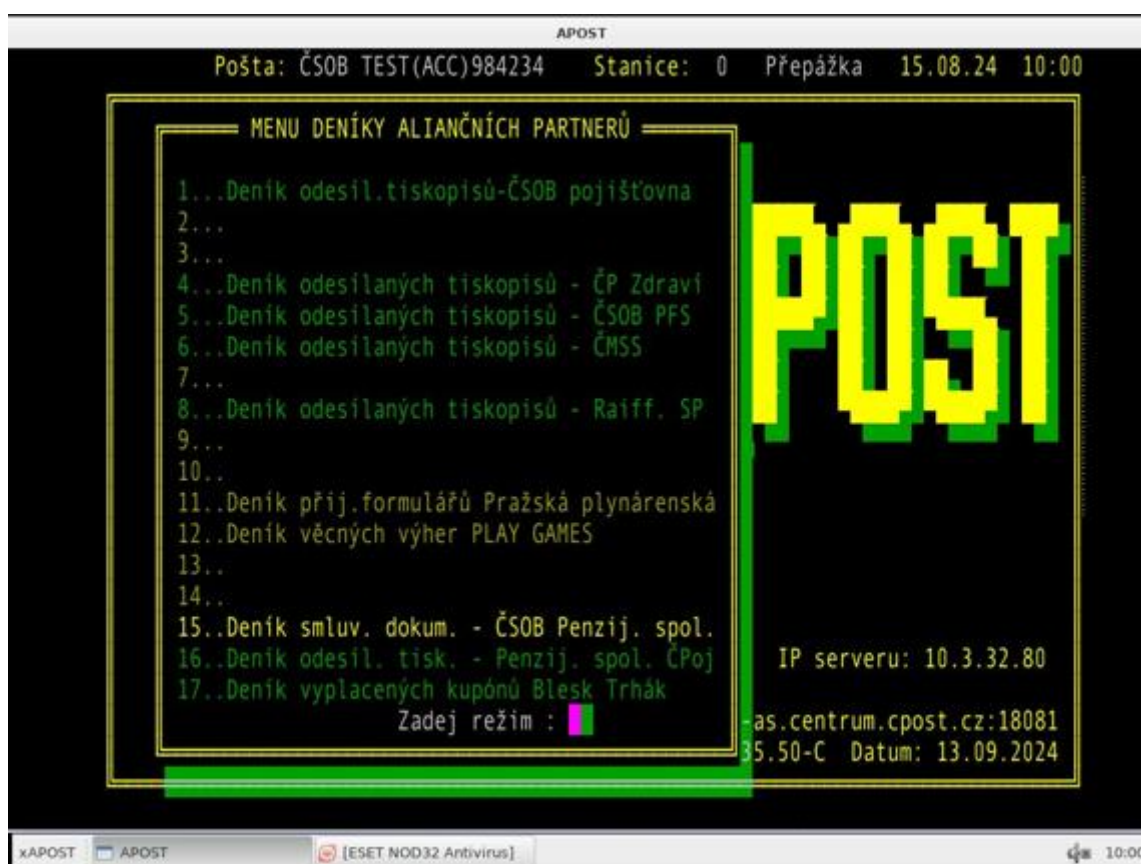 APOST
Pošta: ČSOB TEST(ACC)984234 Stanice: 0 Přepážka 15.08.24 10:00
MENU DENÍKY ALIANČNÍCH PARTNERŮ
1...Deník odesíl.tiskopisů-ČSOB pojišťovna
2...
3...
4...Deník odesílaných tiskopisů - ČP Zdraví
5...Deník odesílaných tiskopisů - ČSOB PFS
6...Deník odesílaných tiskopisů - ČMSS
7...
8...Deník odesílaných tiskopisů - Raiff. SP
9...
10..
11..Deník přij.formulářů Pražská plynárenská
12..Deník věcných výher PLAY GAMES
13..
14..
15..Deník smluv. dokum. - ČSOB Penzij. spol.
16..Deník odesíl. tisk. - Penzij. spol. ČPoj
17..Deník vyplacených kupónů Blesk Trhák
Zadej režim :
POST
IP serveru: 10.3.32.80
-as.centrum.cpost.cz:18081
35.50-C Datum: 13.09.2024
xAPOST APOST [ESET NOD32 Antivirus] 10:00